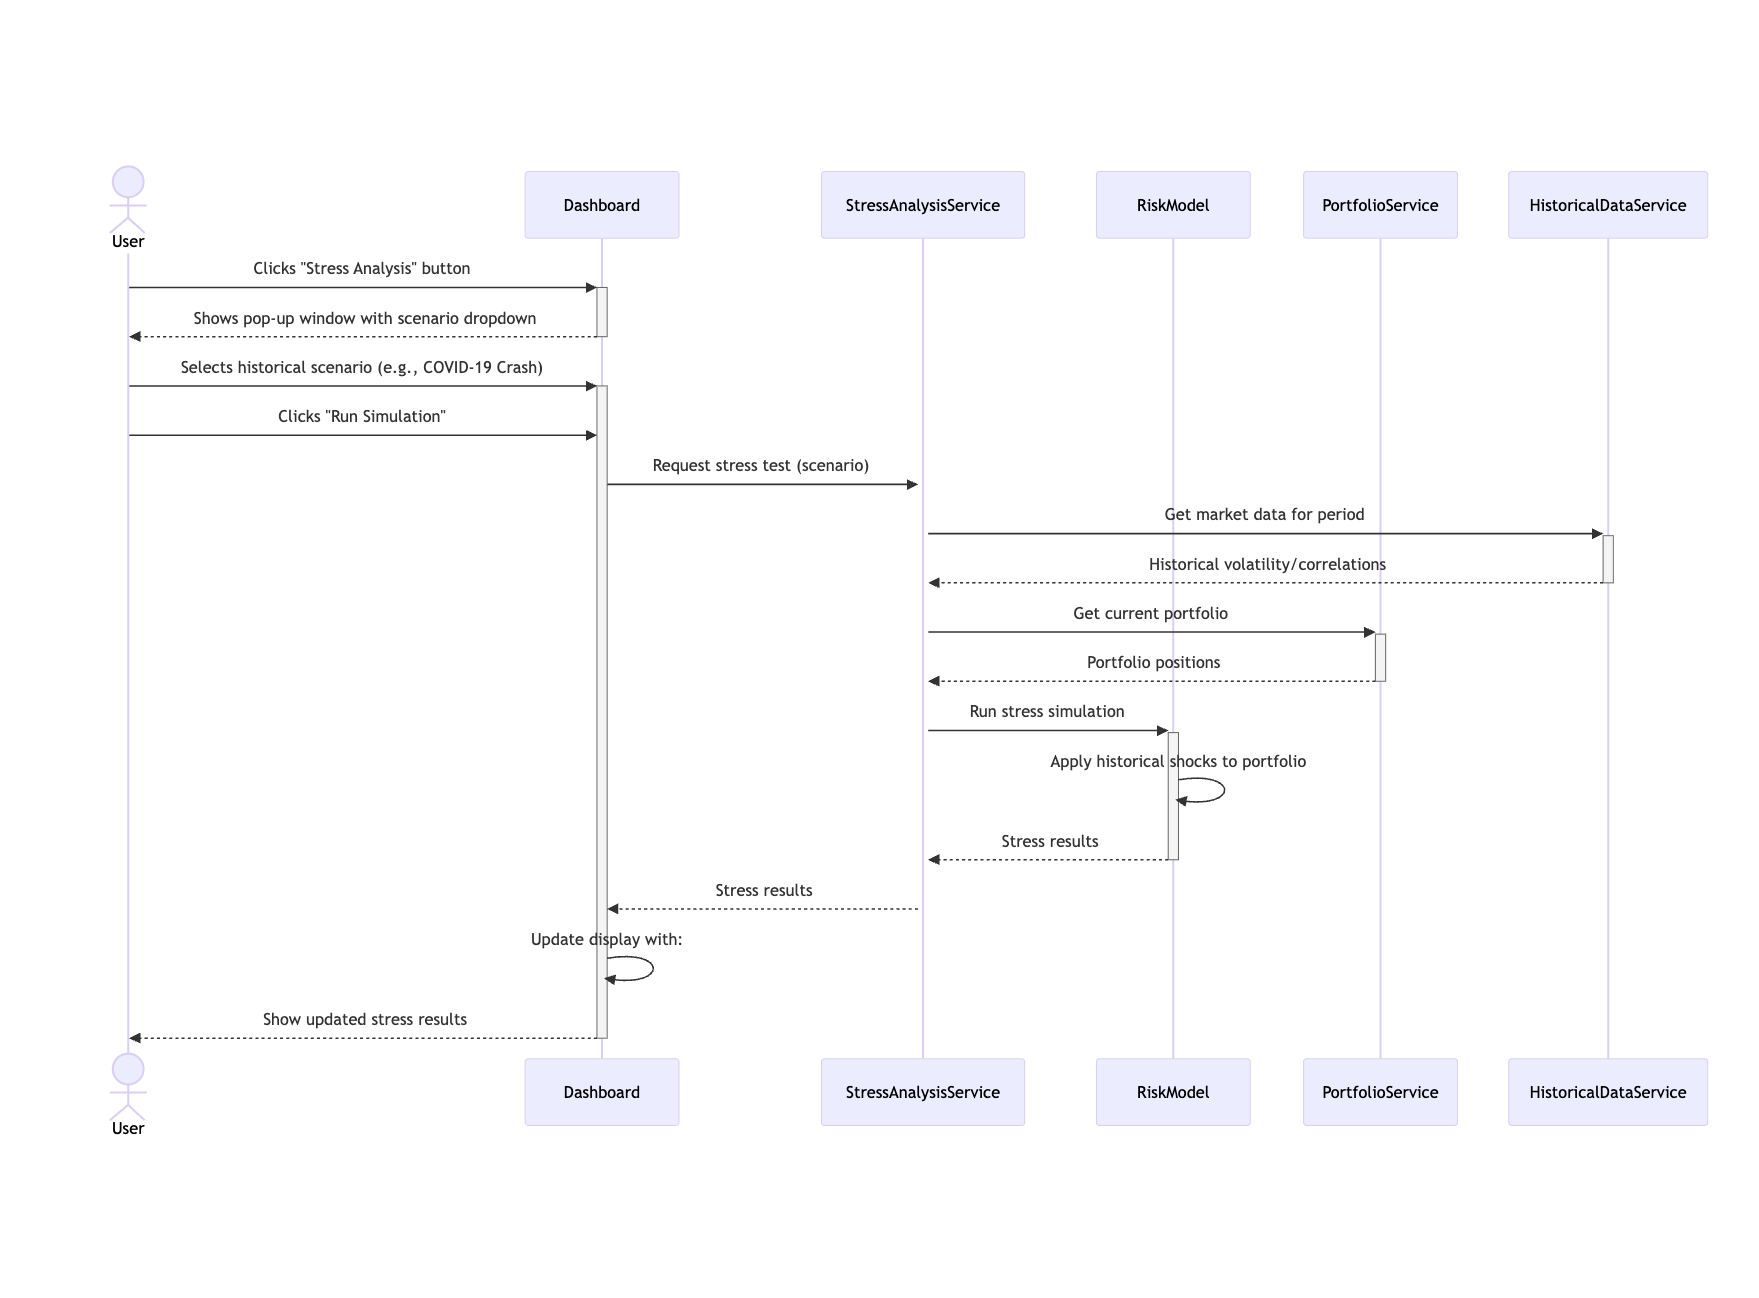 Dashboard
StressAnalysisService
RiskModel
PortfolioService
HistoricalDataService
User
Clicks "Stress Analysis" button
Shows pop-up window with scenario dropdown
Selects historical scenario (e.g., COVID-19 Crash)
Clicks "Run Simulation"
Request stress test (scenario)
Get market data for period
Historical volatility/correlations
Get current portfolio
Portfolio positions
Run stress simulation
Apply historical shocks to portfolio
Stress results
Stress results
Update display with:
Show updated stress results
Dashboard
StressAnalysisService
RiskModel
PortfolioService
HistoricalDataService
User